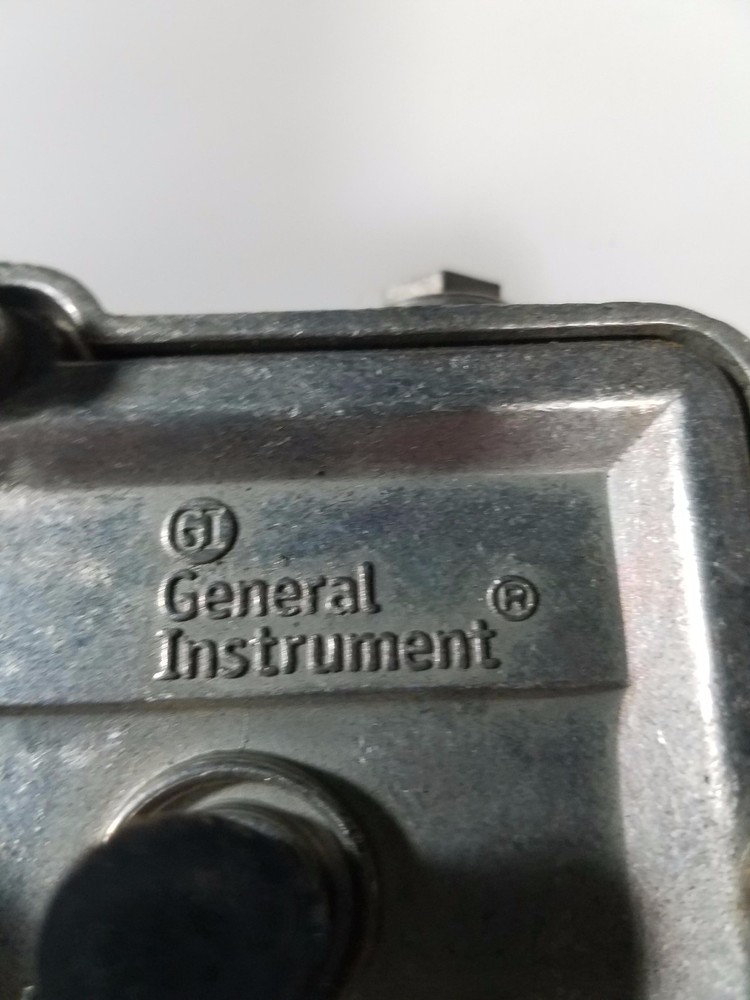 GI
General
Instrument ®